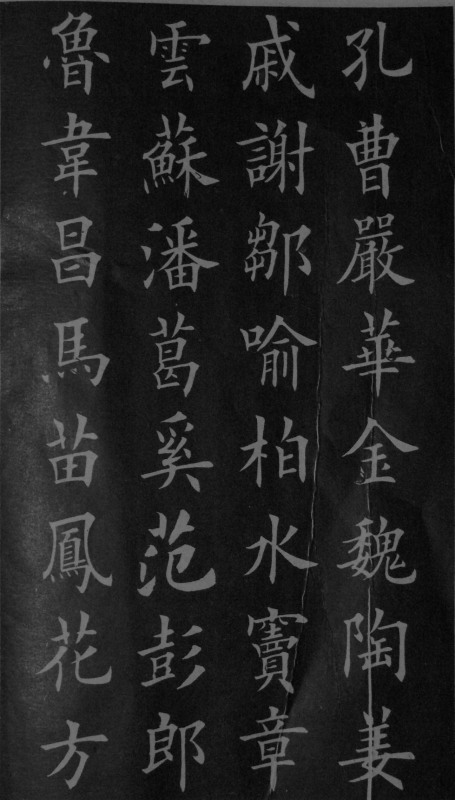 孔曹嚴華金魏陶姜
戚謝鄒喻柏水竇章
雲蘇潘葛奚范彭郎
魯韋昌馬苗鳳花方